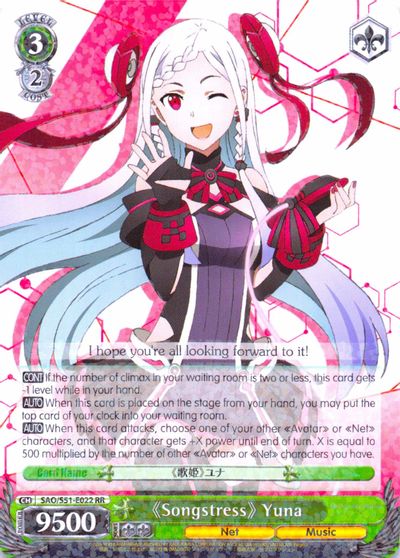 LEVEL
3
2
COST
I hope you're all looking forward to it!
CONT If the number of climax in your waiting room is two or less, this card gets
-1 level while in your hand.
AUTO When this card is placed on the stage from your hand, you may put the
top card of your clock into your waiting room.
AUTO When this card attacks, choose one of your other «Avatar» or «Net»
characters, and that character gets +X power until end of turn. X is equal to
500 multiplied by the number of your other «Avatar» or «Net» characters.
Card Name
《歌姫》ユナ
CH SAO/S51-E022 RR
POWER
9500
《Songstress》 Yuna
Net
Music